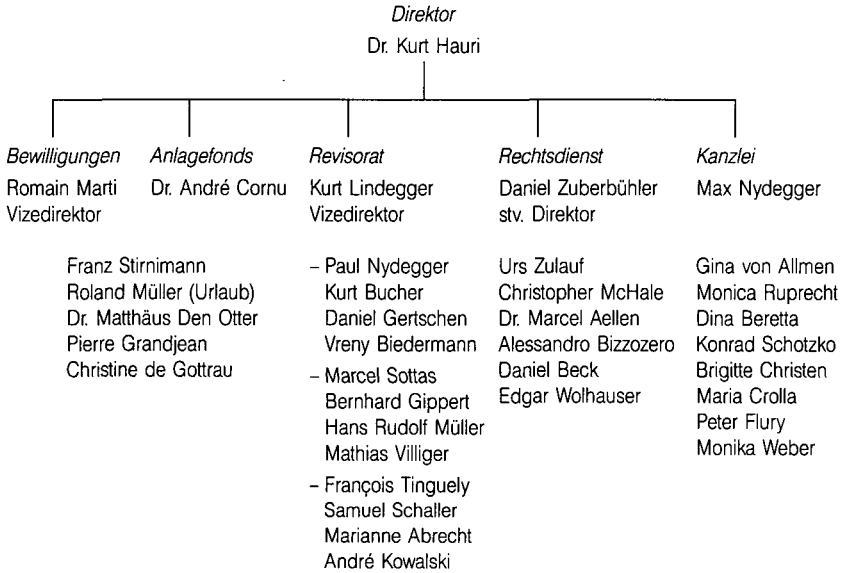 Direktor
Dr. Kurt Hauri
Bewilligungen
Romain Marti
Vizedirektor
Anlagefonds
Dr. André Cornu
Franz Stirnimann
Roland Müller (Urlaub)
Dr. Matthäus Den Otter
Pierre Grandjean
Christine de Gottrau
Revisorat
Kurt Lindegger
Vizedirektor
– Paul Nydegger
Kurt Bucher
Daniel Gertschen
Vreny Biedermann
– Marcel Sottas
Bernhard Gippert
Hans Rudolf Müller
Mathias Villiger
– François Tinguely
Samuel Schaller
Marianne Abrecht
André Kowalski
Rechtsdienst
Daniel Zuberbühler
stv. Direktor
Urs Zulauf
Christopher McHale
Dr. Marcel Aellen
Alessandro Bizzozero
Daniel Beck
Edgar Wolhauser
Kanzlei
Max Nydegger
Gina von Allmen
Monica Ruprecht
Dina Beretta
Konrad Schotzko
Brigitte Christen
Maria Crolla
Peter Flury
Monika Weber